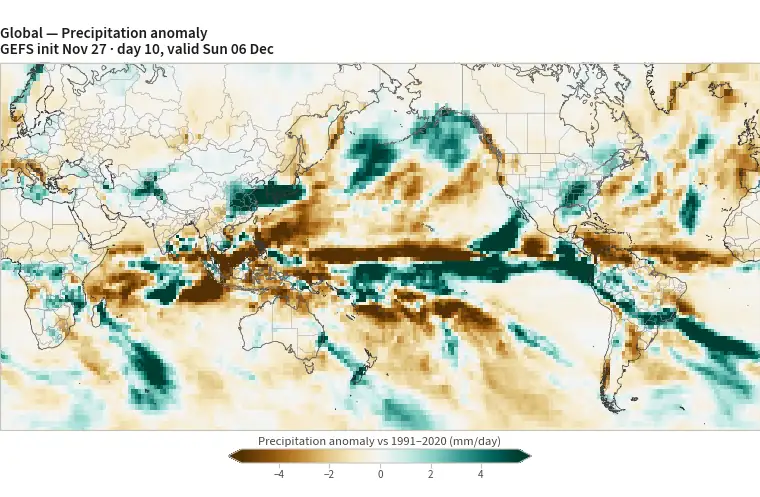 Global — Precipitation anomaly
GEFS init Nov 27 · day 10, valid Sun 06 Dec
Precipitation anomaly vs 1991–2020 (mm/day)
−4 −2 0 2 4